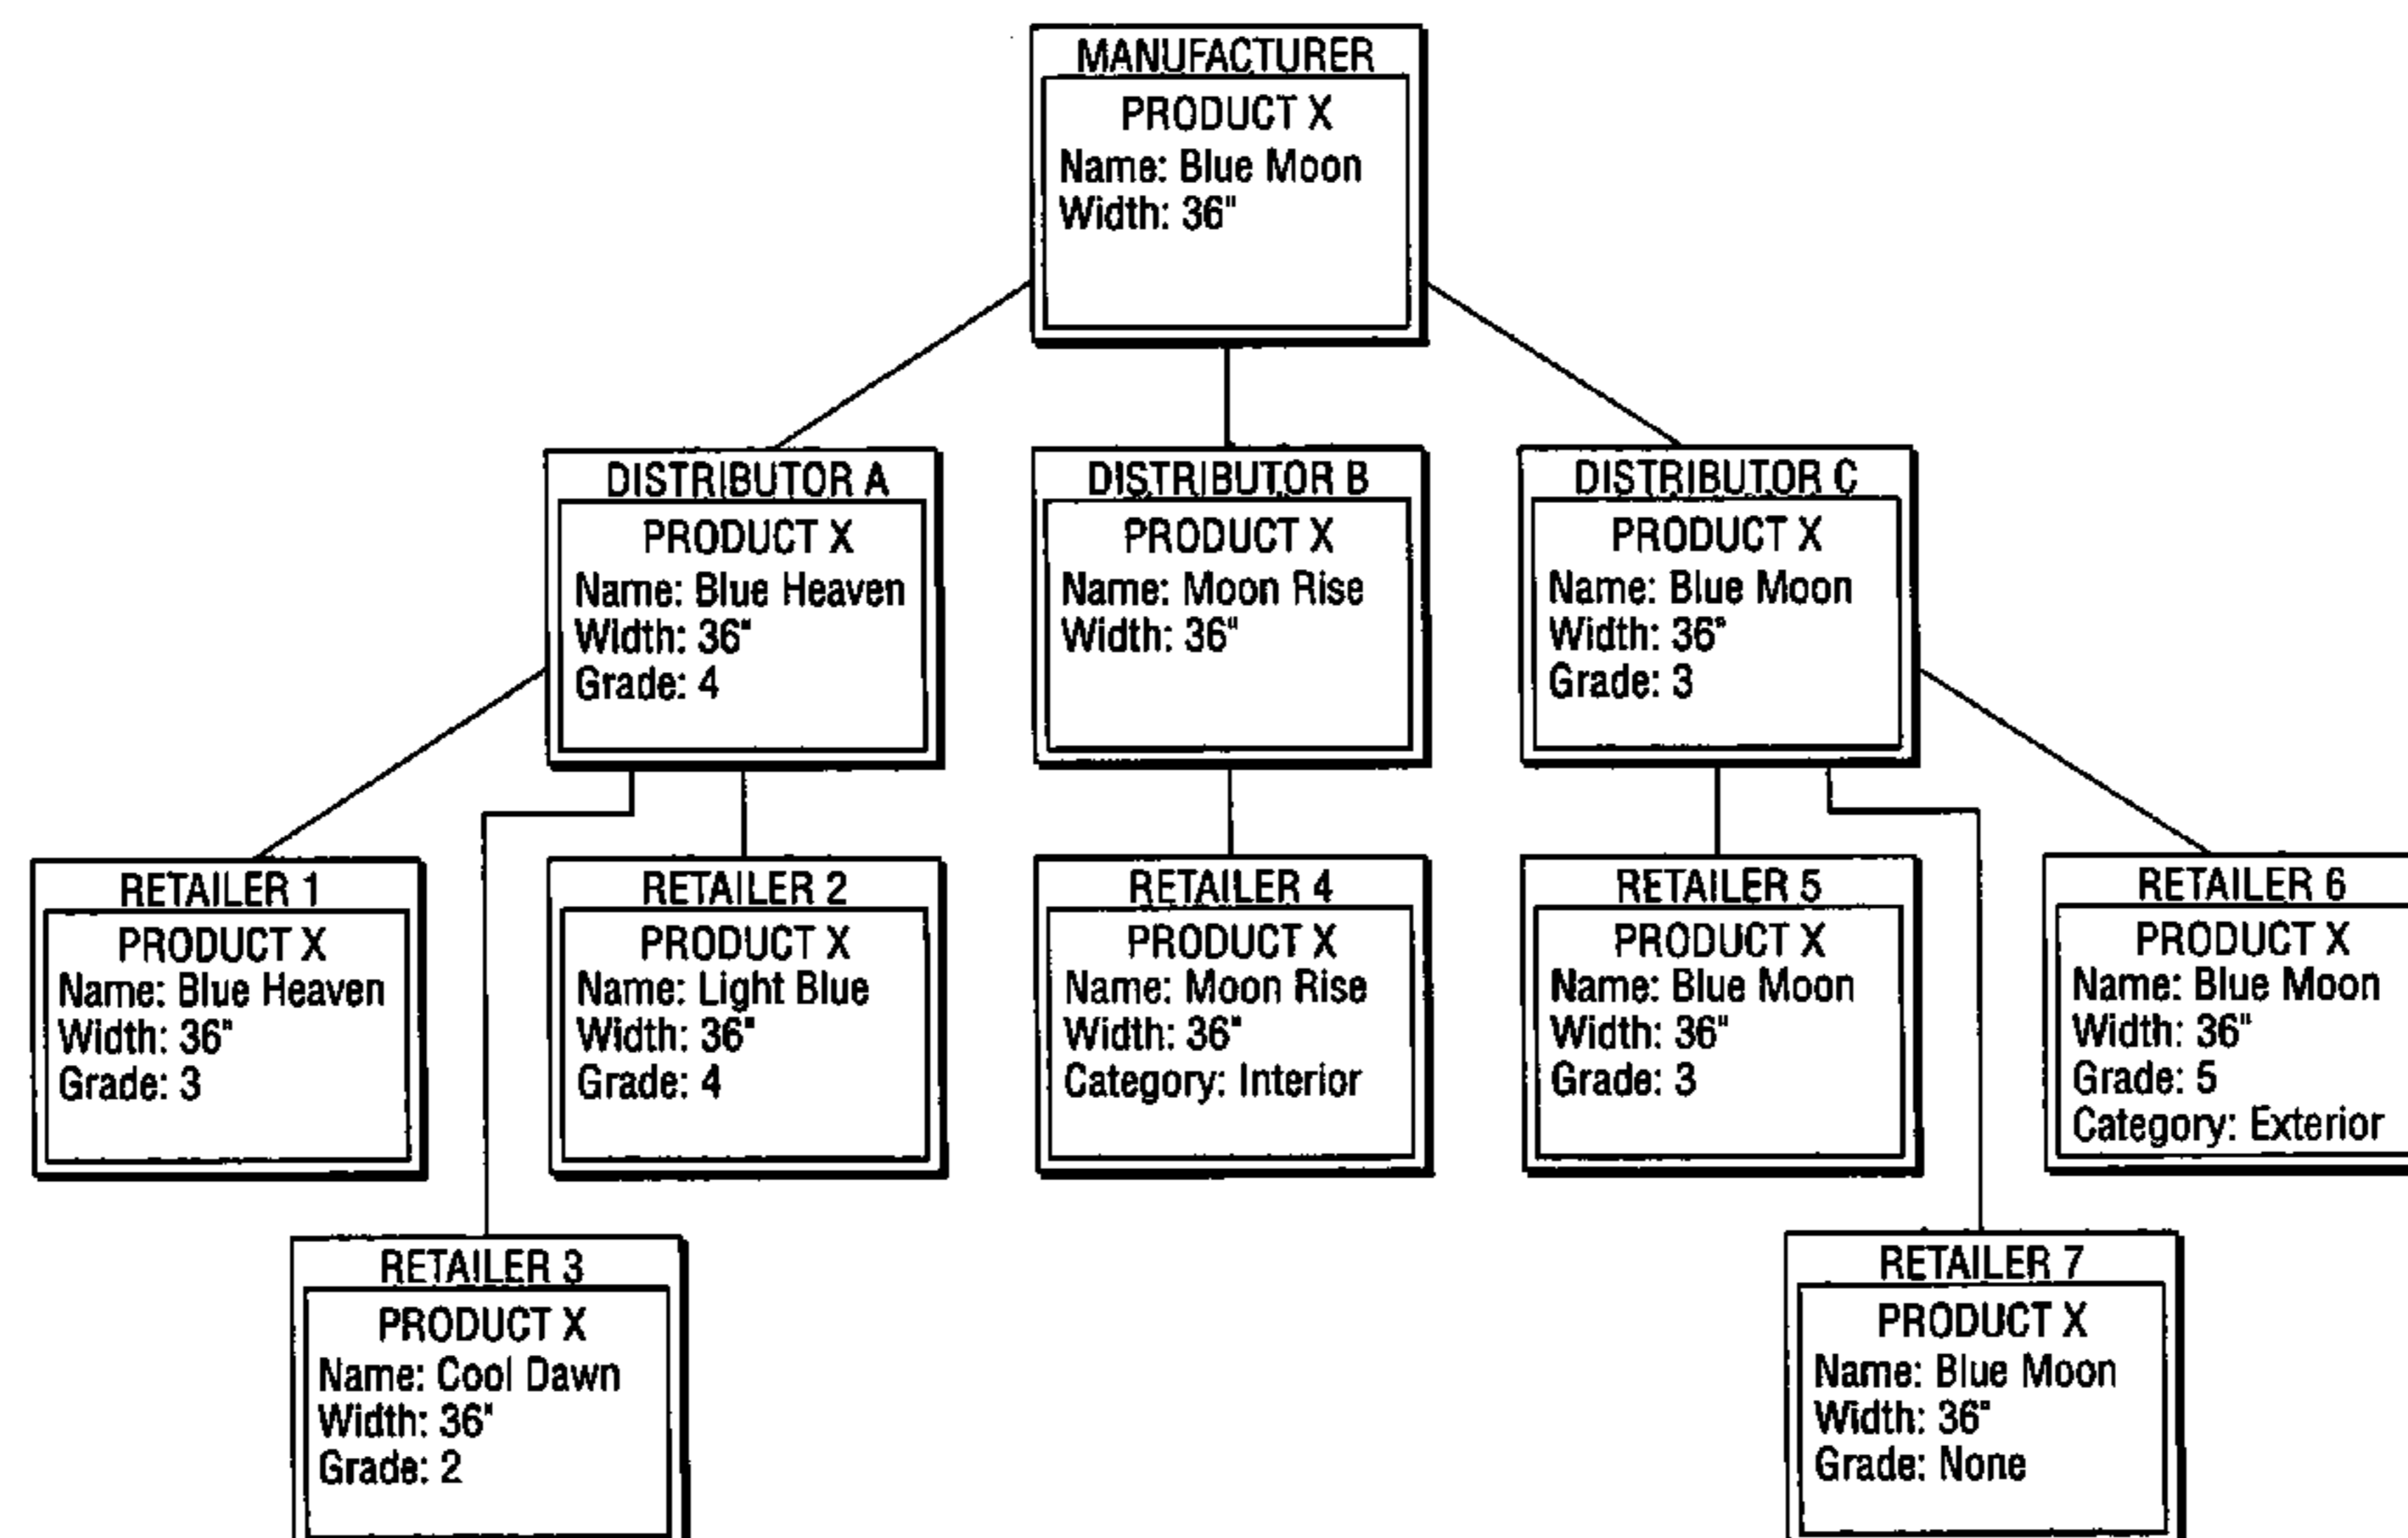 MANUFACTURER
PRODUCT X
Name: Blue Moon
Width: 36"
DISTRIBUTOR A
PRODUCT X
Name: Blue Heaven
Width: 36"
Grade: 4
DISTRIBUTOR B
PRODUCT X
Name: Moon Rise
Width: 36"
DISTRIBUTOR C
PRODUCT X
Name: Blue Moon
Width: 36"
Grade: 3
RETAILER 1
PRODUCT X
Name: Blue Heaven
Width: 36"
Grade: 3
RETAILER 2
PRODUCT X
Name: Light Blue
Width: 36"
Grade: 4
RETAILER 4
PRODUCT X
Name: Moon Rise
Width: 36"
Category: Interior
RETAILER 5
PRODUCT X
Name: Blue Moon
Width: 36"
Grade: 3
RETAILER 6
PRODUCT X
Name: Blue Moon
Width: 36"
Grade: 5
Category: Exterior
RETAILER 3
PRODUCT X
Name: Cool Dawn
Width: 36"
Grade: 2
RETAILER 7
PRODUCT X
Name: Blue Moon
Width: 36"
Grade: None